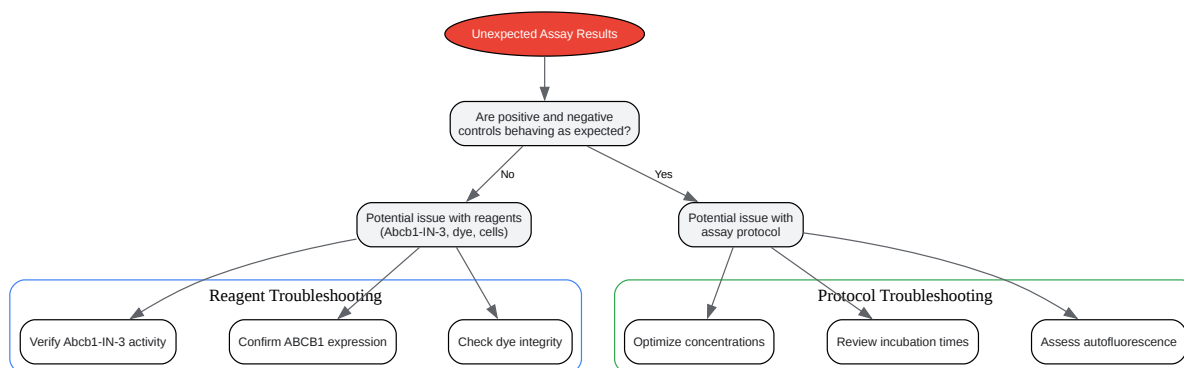 Unexpected Assay Results
Are positive and negative
controls behaving as expected?
No
Yes
Potential issue with reagents
(Abcb1-IN-3, dye, cells)
Potential issue with
assay protocol
Reagent Troubleshooting
Protocol Troubleshooting
Verify Abcb1-IN-3 activity
Confirm ABCB1 expression
Check dye integrity
Optimize concentrations
Review incubation times
Assess autofluorescence